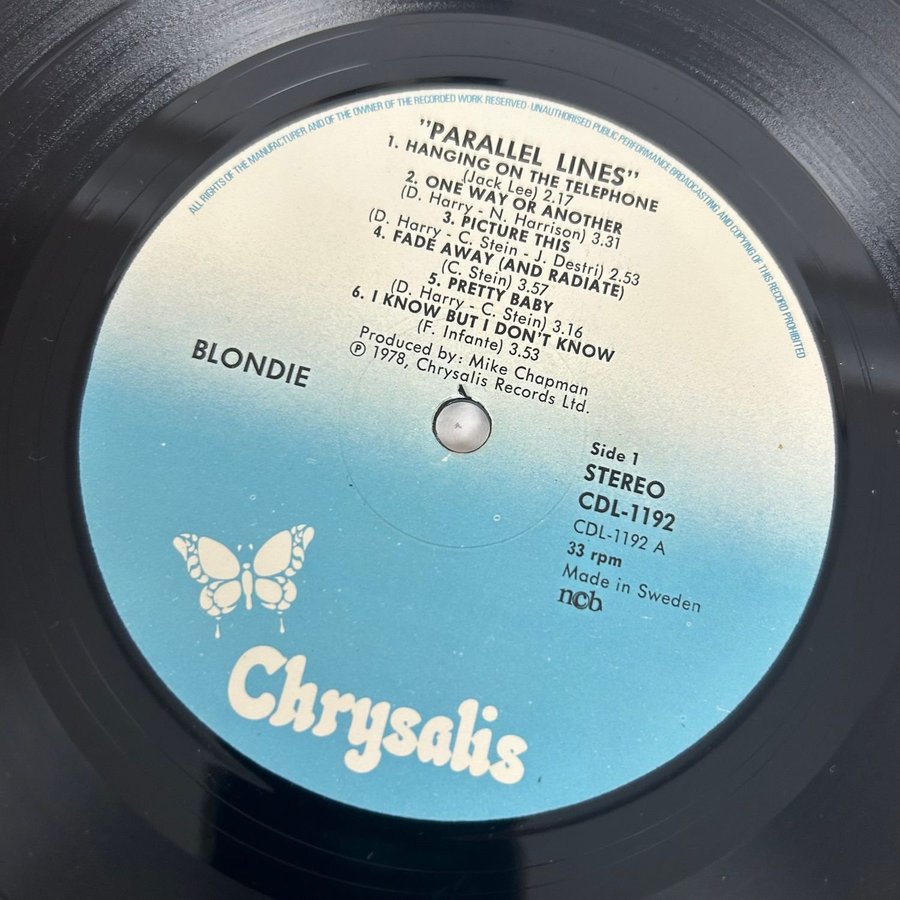 ALL RIGHTS OF THE MANUFACTURER AND OF THE OWNER OF THE RECORDED WORK RESERVED · UNAUTHORISED PUBLIC PERFORMANCE BROADCASTING AND COPYING OF THIS RECORD PROHIBITED
"PARALLEL LINES"
1. HANGING ON THE TELEPHONE
(Jack Lee) 2.17
2. ONE WAY OR ANOTHER
(D. Harry - N. Harrison) 3.31
3. PICTURE THIS
(D. Harry - C. Stein - J. Destri) 2.53
4. FADE AWAY (AND RADIATE)
(C. Stein) 3.57
5. PRETTY BABY
(D. Harry - C. Stein) 3.16
6. I KNOW BUT I DON'T KNOW
(F. Infante) 3.53
Produced by: Mike Chapman
℗ 1978, Chrysalis Records Ltd.
BLONDIE
Side 1
STEREO
CDL-1192
CDL-1192 A
33 rpm
Made in Sweden
ncb
Chrysalis